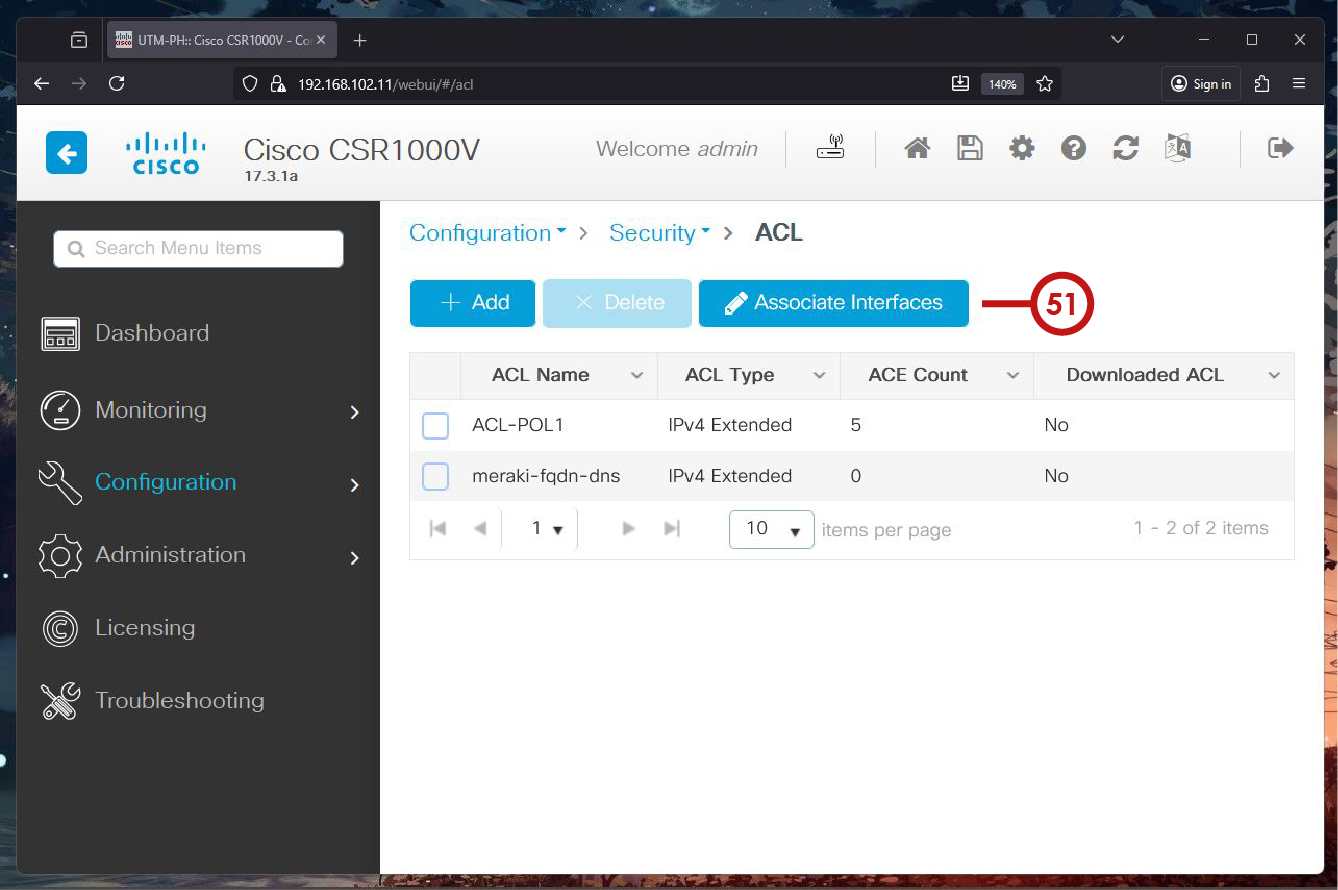 UTM-PH:: Cisco CSR1000V - Co
192.168.102.11/webui/#/acl
140%
Sign in
CISCO
Cisco CSR1000V
17.3.1a
Welcome admin
Search Menu Items
Dashboard
Monitoring
Configuration
Administration
Licensing
Troubleshooting
Configuration > Security > ACL
+ Add
× Delete
Associate Interfaces
51
ACL Name ACL Type ACE Count Downloaded ACL
ACL-POL1 IPv4 Extended 5 No
meraki-fqdn-dns IPv4 Extended 0 No
1 10 items per page 1 - 2 of 2 items